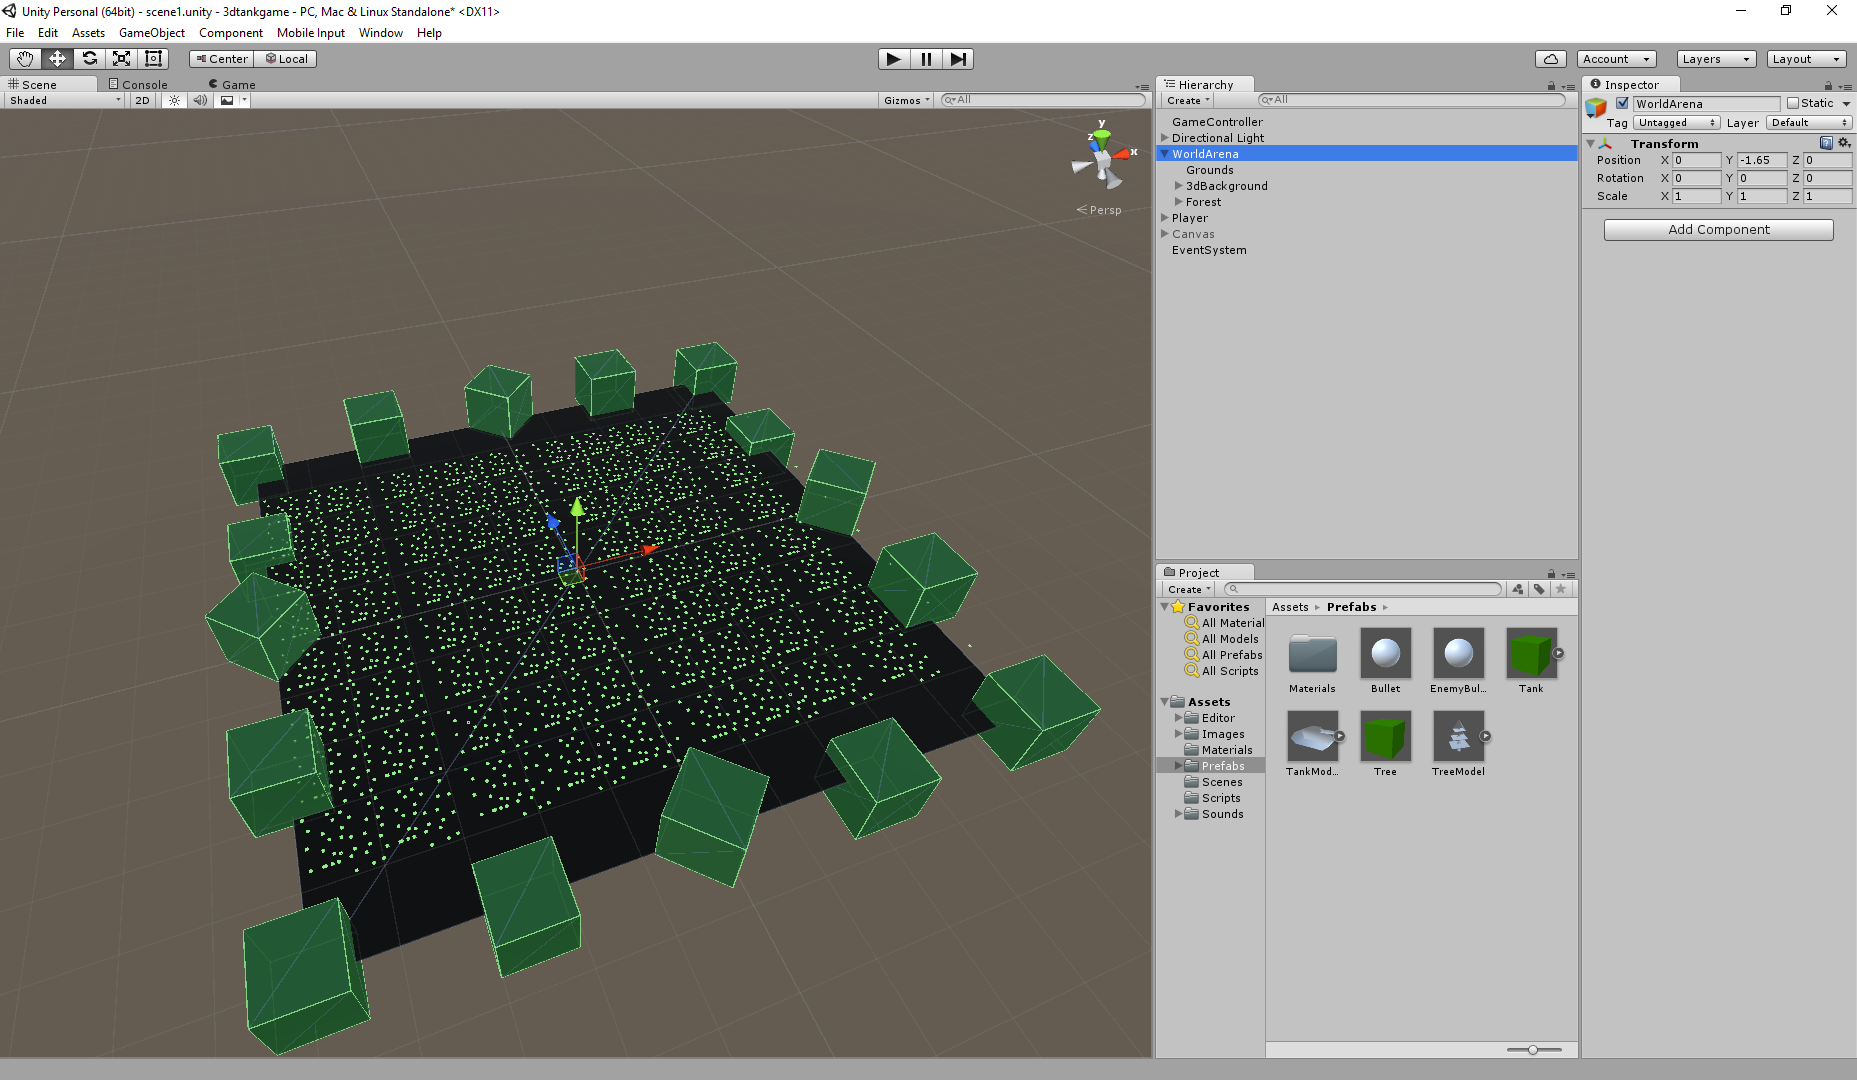 Unity Personal (64bit) - scene1.unity - 3dtankgame - PC, Mac & Linux Standalone* <DX11>
File Edit Assets GameObject Component Mobile Input Window Help
Center Local
Account Layers Layout
Scene Console Game
Shaded 2D Gizmos All
y
z
x
Persp
Hierarchy
Create All
GameController
Directional Light
WorldArena
Grounds
3dBackground
Forest
Player
Canvas
EventSystem
Inspector
WorldArena Static
Tag Untagged Layer Default
Transform
Position X 0 Y -1.65 Z 0
Rotation X 0 Y 0 Z 0
Scale X 1 Y 1 Z 1
Add Component
Project
Create
Favorites
All Material
All Models
All Prefabs
All Scripts
Assets
Editor
Images
Materials
Prefabs
Scenes
Scripts
Sounds
Assets Prefabs
Materials Bullet EnemyBul... Tank
TankMod... Tree TreeModel